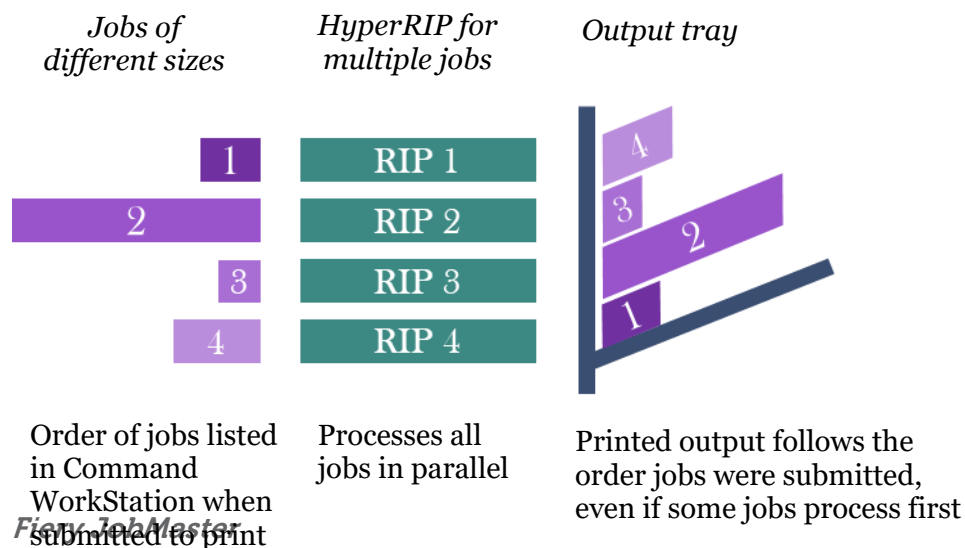 Jobs of
different sizes
HyperRIP for
multiple jobs
Output tray
1
RIP 1
2
RIP 2
3
RIP 3
4
RIP 4
4
3
2
1
Order of jobs listed
in Command
WorkStation when
submitted to print
Processes all
jobs in parallel
Printed output follows the
order jobs were submitted,
even if some jobs process first
Fiery JobMaster